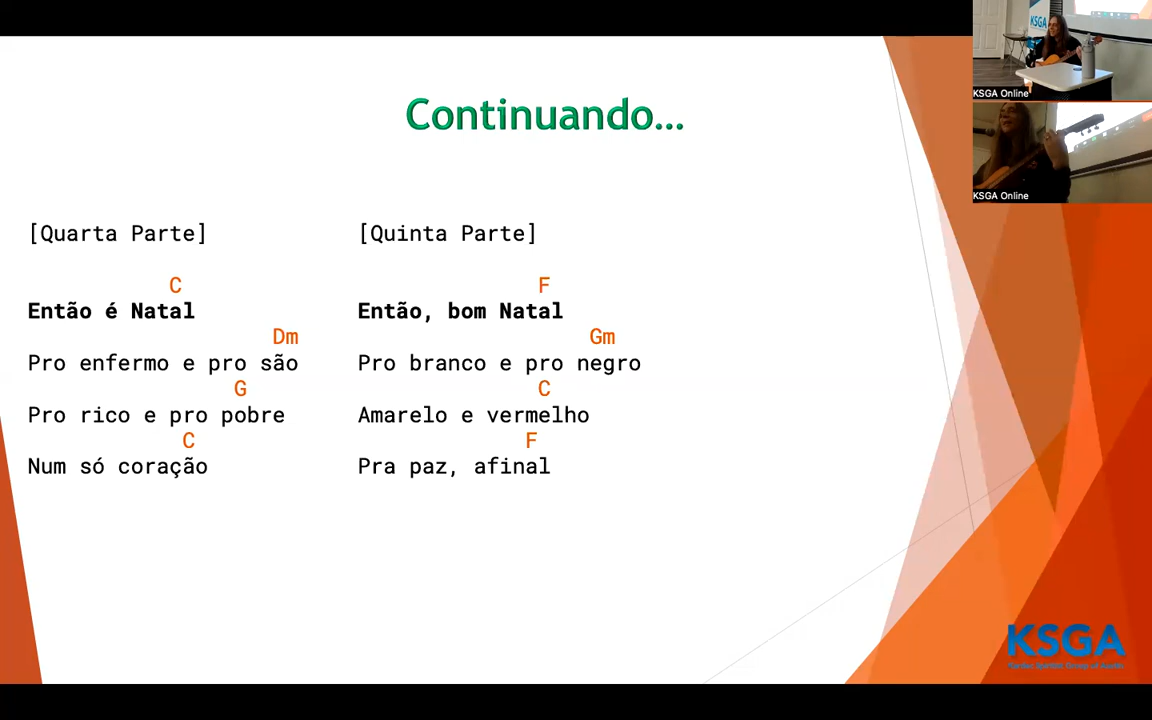 Continuando...
[Quarta Parte]
C
Então é Natal
Dm
Pro enfermo e pro são
G
Pro rico e pro pobre
C
Num só coração
[Quinta Parte]
F
Então, bom Natal
Gm
Pro branco e pro negro
C
Amarelo e vermelho
F
Pra paz, afinal
KSGA
KSGA Online
KSGA Online
KSGA